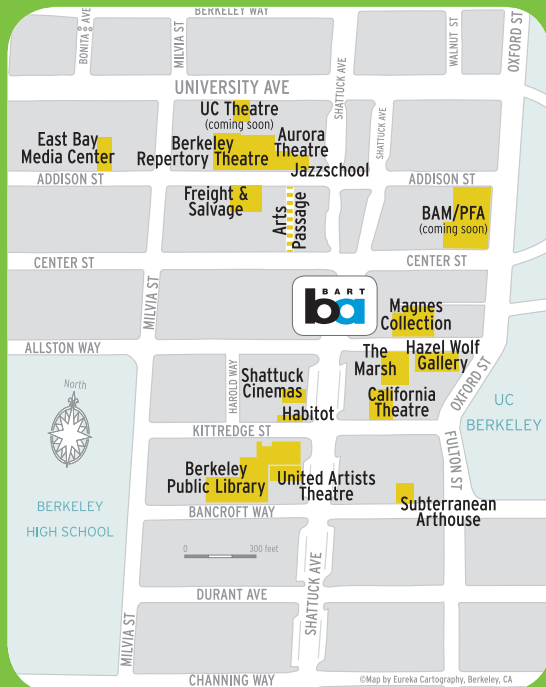 BERKELEY WAY
BONITA AVE
MILVIA ST
WALNUT ST
OXFORD ST
SHATTUCK AVE
UNIVERSITY AVE
UC Theatre
(coming soon)
SHATTUCK AVE
East Bay
Media Center
Berkeley
Repertory Theatre
Aurora
Theatre
Jazzschool
ADDISON ST
ADDISON ST
Freight &
Salvage
Arts
Passage
BAM/PFA
(coming soon)
CENTER ST
CENTER ST
MILVIA ST
BART
ba
Magnes
Collection
ALLSTON WAY
The
Marsh
Hazel Wolf
Gallery
OXFORD ST
North
HAROLD WAY
Shattuck
Cinemas
Habitot
California
Theatre
UC
BERKELEY
KITTREDGE ST
FULTON ST
Berkeley
Public Library
United Artists
Theatre
Subterranean
Arthouse
BERKELEY
HIGH SCHOOL
BANCROFT WAY
0 300 feet
SHATTUCK AVE
DURANT AVE
MILVIA ST
CHANNING WAY
©Map by Eureka Cartography, Berkeley, CA